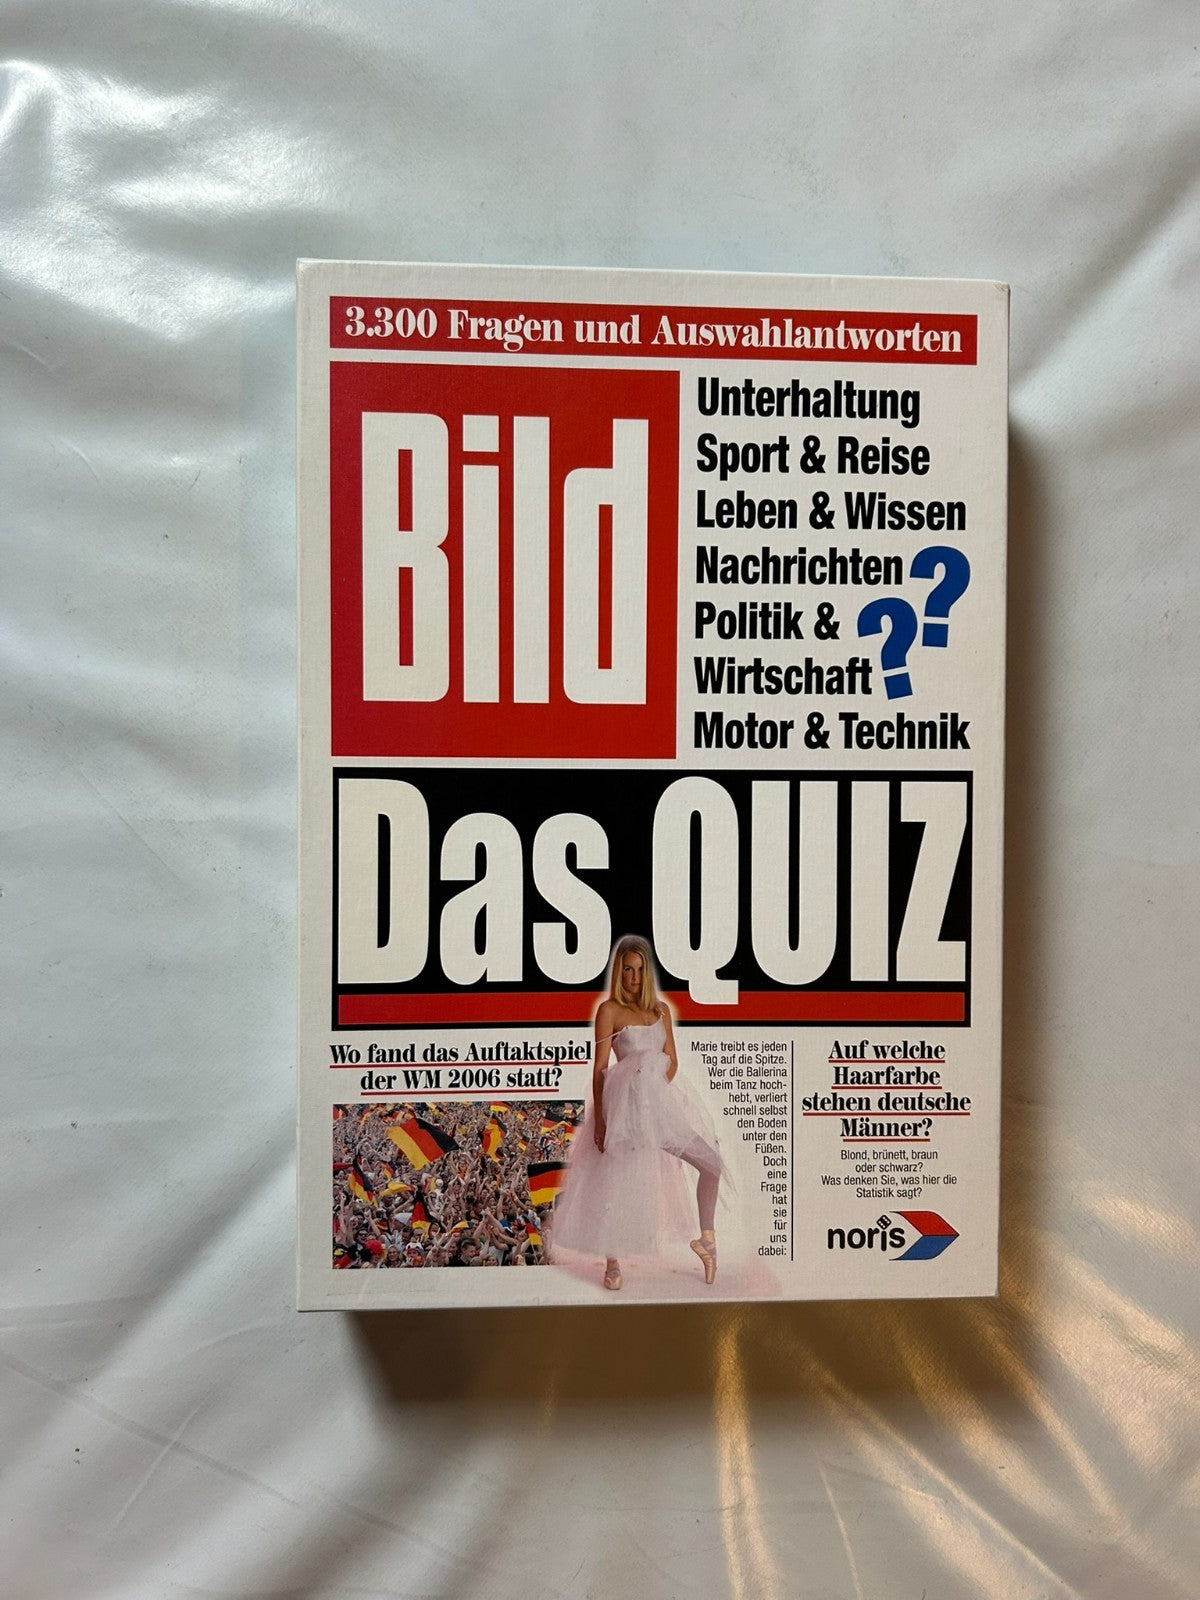 3.300 Fragen und Auswahlantworten
Bild
Unterhaltung
Sport & Reise
Leben & Wissen
Nachrichten ?
Politik & ?
Wirtschaft
Motor & Technik
Das QUIZ
Wo fand das Auftaktspiel
der WM 2006 statt?
Marie treibt es jeden
Tag auf die Spitze.
Wer die Ballerina
beim Tanz hoch-
hebt, verliert
schnell selbst
den Boden
unter den
Füßen.
Doch
eine
Frage
hat
sie
für
uns
dabei:
Auf welche
Haarfarbe
stehen deutsche
Männer?
Blond, brünett, braun
oder schwarz?
Was denken Sie, was hier die
Statistik sagt?
noris